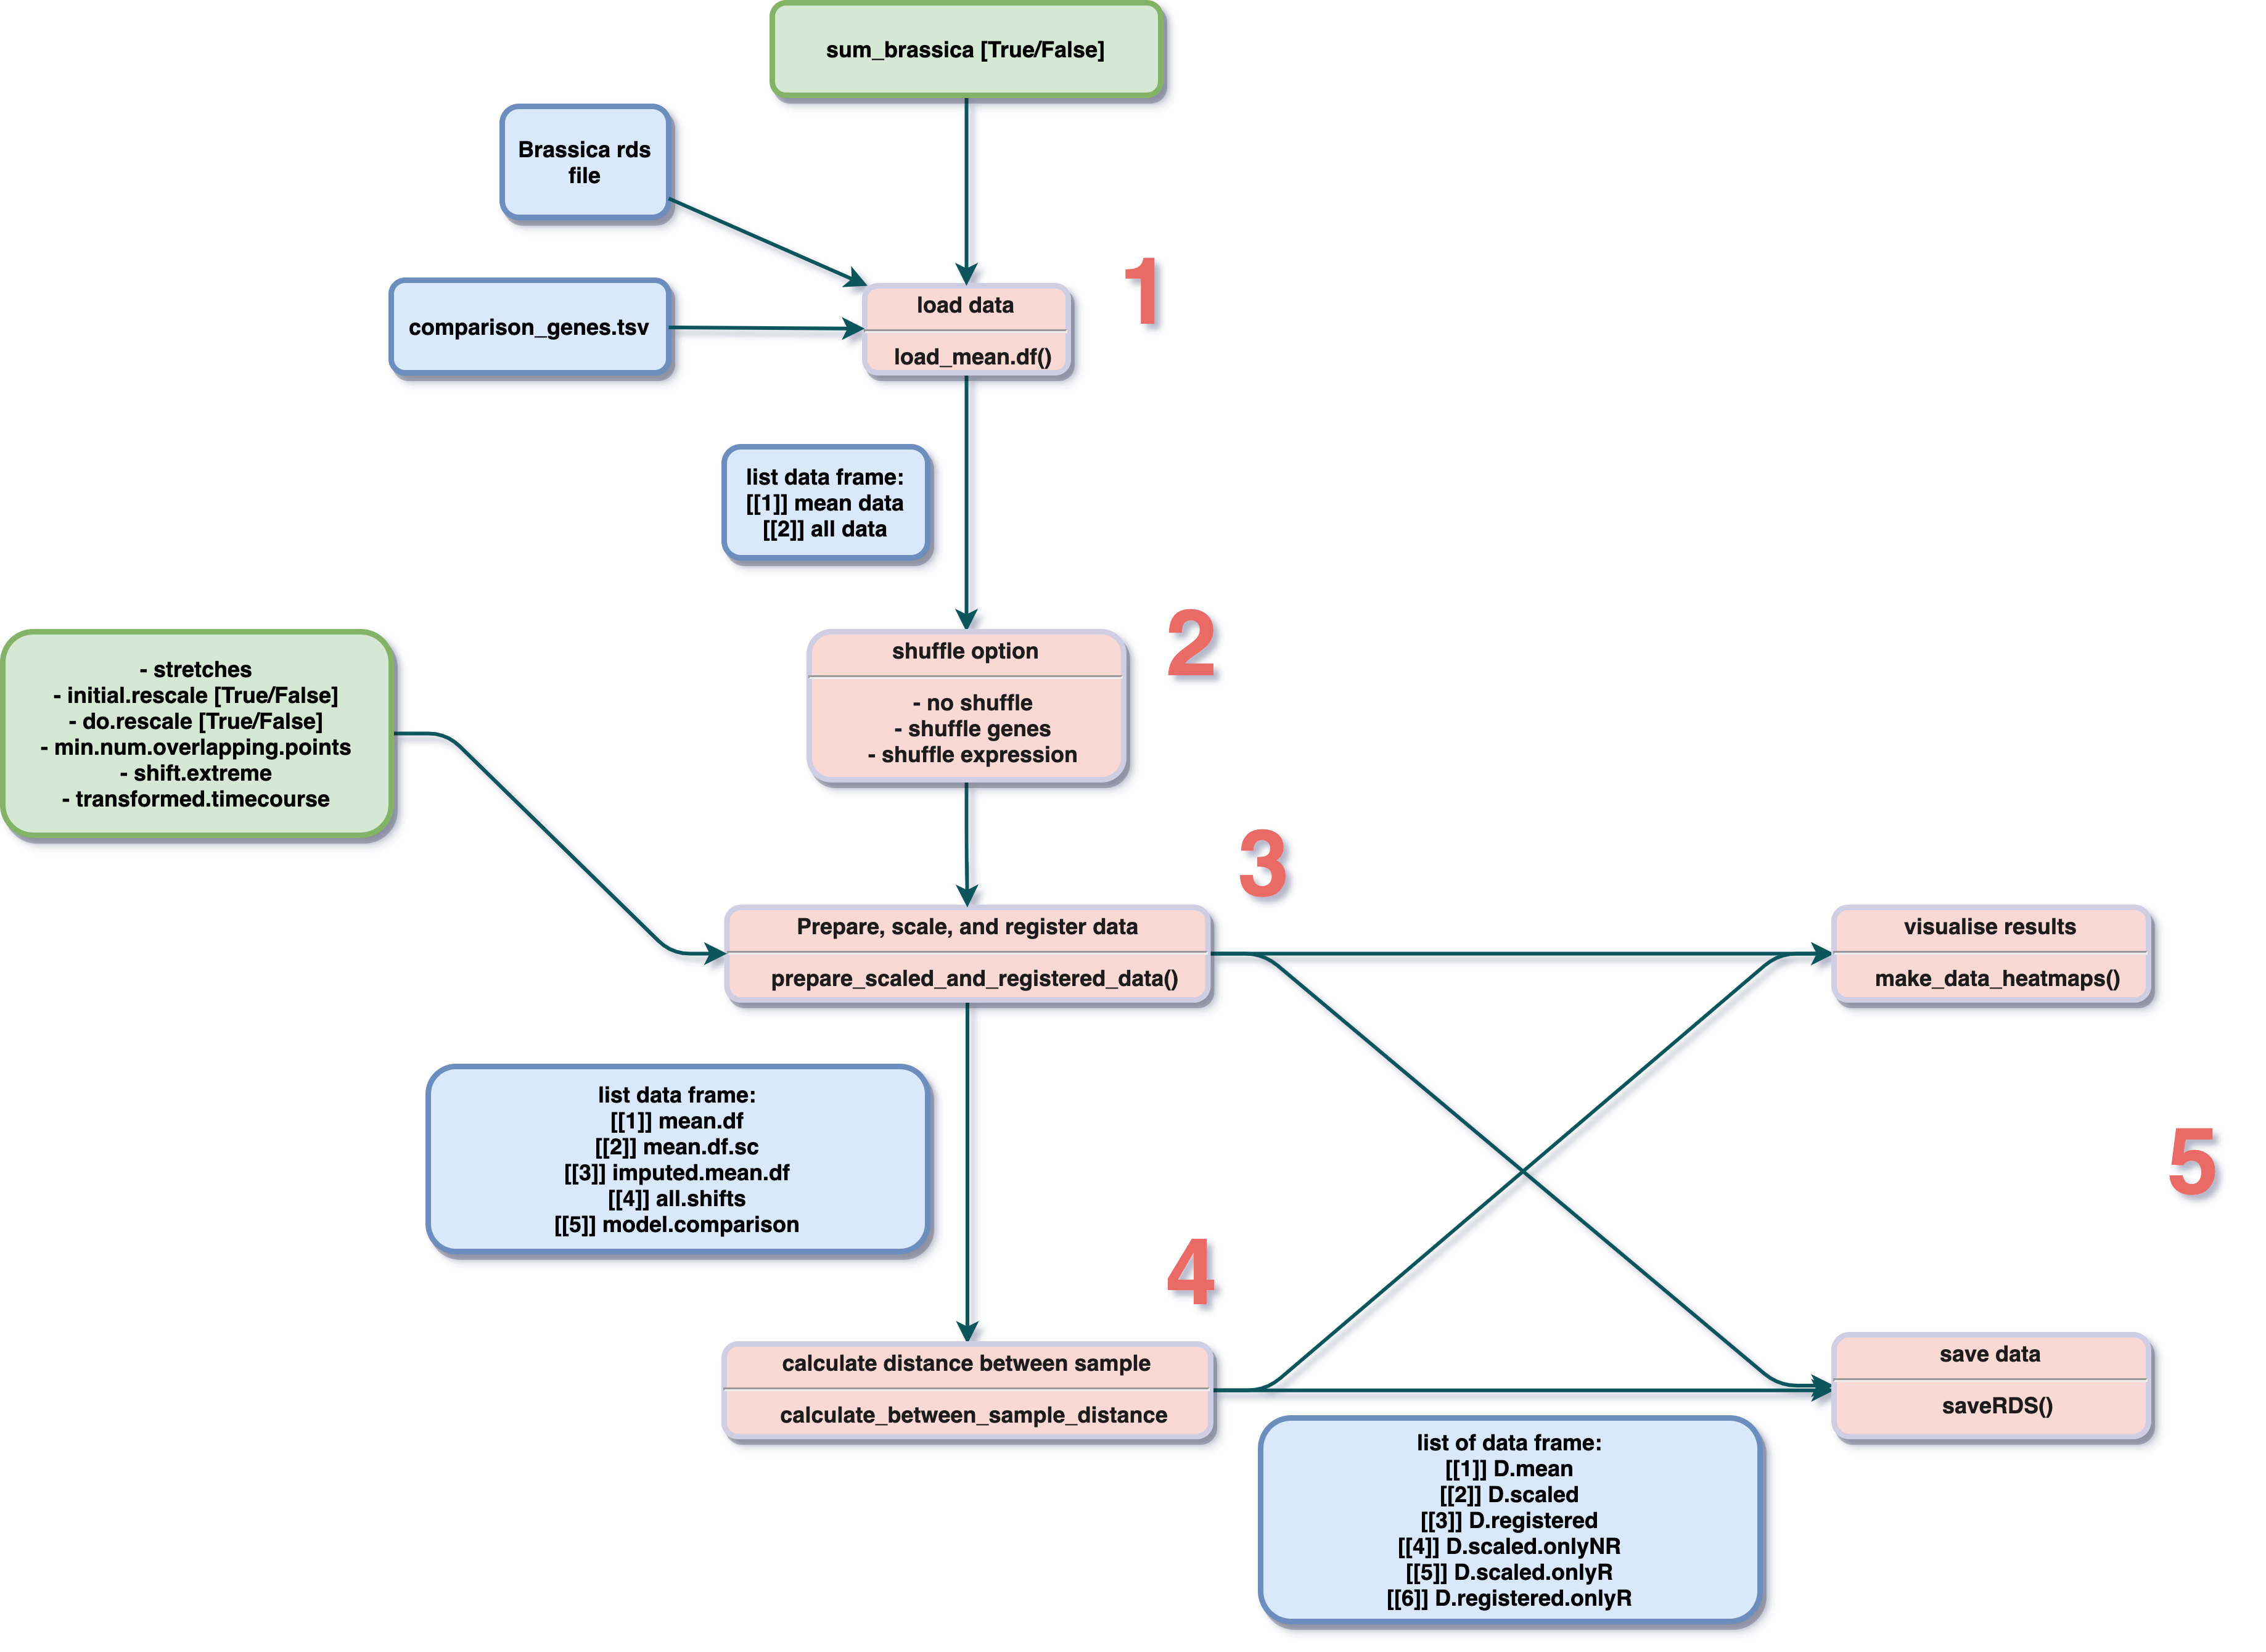 sum_brassica [True/False]
Brassica rds
file
comparison_genes.tsv
load data
load_mean.df()
1
list data frame:
[[1]] mean data
[[2]] all data
2
shuffle option
- no shuffle
- shuffle genes
- shuffle expression
- stretches
- initial.rescale [True/False]
- do.rescale [True/False]
- min.num.overlapping.points
- shift.extreme
- transformed.timecourse
3
Prepare, scale, and register data
prepare_scaled_and_registered_data()
visualise results
make_data_heatmaps()
list data frame:
[[1]] mean.df
[[2]] mean.df.sc
[[3]] imputed.mean.df
[[4]] all.shifts
[[5]] model.comparison
5
4
calculate distance between sample
calculate_between_sample_distance
save data
saveRDS()
list of data frame:
[[1]] D.mean
[[2]] D.scaled
[[3]] D.registered
[[4]] D.scaled.onlyNR
[[5]] D.scaled.onlyR
[[6]] D.registered.onlyR